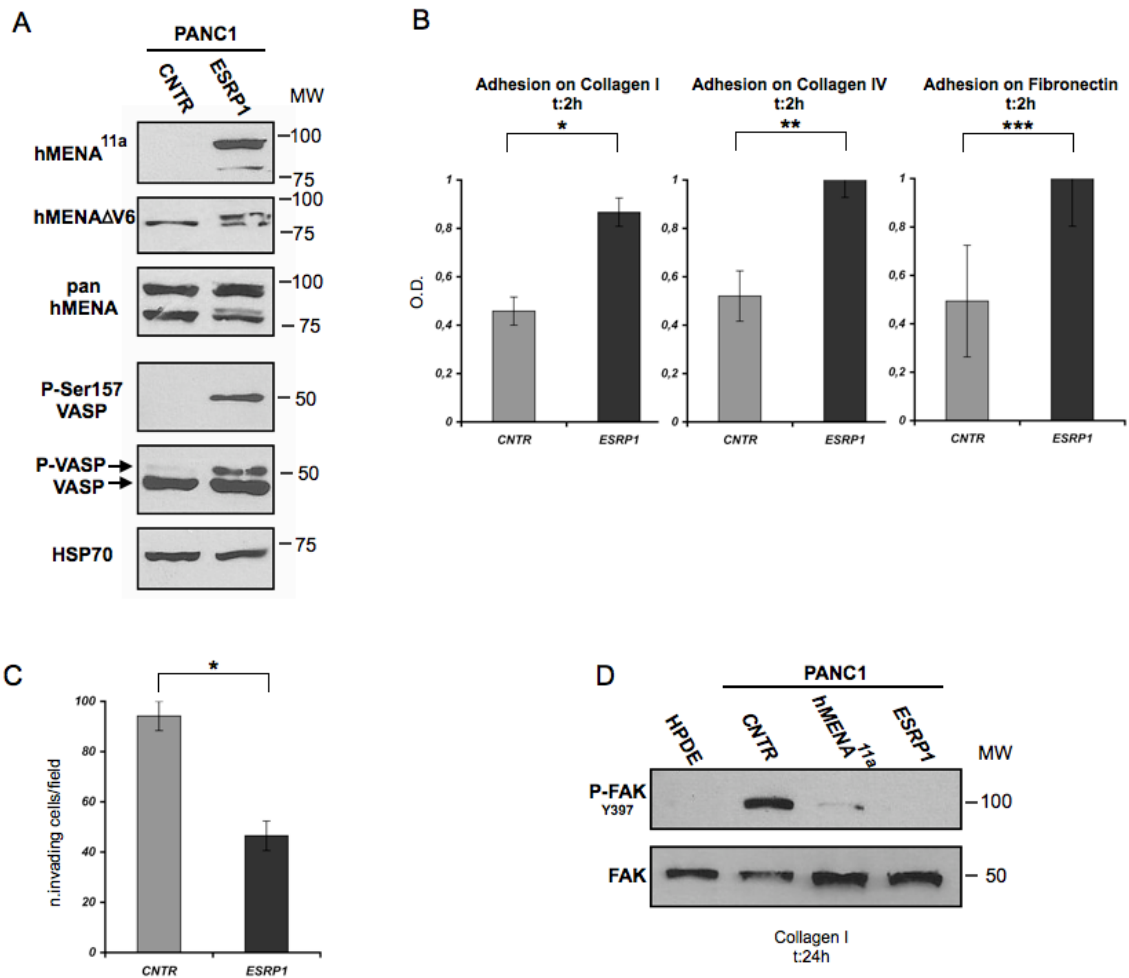 A
PANC1
CNTR
ESRP1
MW
hMENA11a
100
75
hMENAΔV6
100
75
pan
hMENA
100
75
P-Ser157
VASP
50
P-VASP
VASP
50
HSP70
75
B
Adhesion on Collagen I
t:2h
*
Adhesion on Collagen IV
t:2h
**
Adhesion on Fibronectin
t:2h
***
O.D.
1
0,8
0,6
0,4
0,2
0
CNTR
ESRP1
1
0,8
0,6
0,4
0,2
0
CNTR
ESRP1
1
0,8
0,6
0,4
0,2
0
CNTR
ESRP1
C
*
n.invading cells/field
100
80
60
40
20
0
CNTR
ESRP1
D
PANC1
HPDE
CNTR
hMENA11a
ESRP1
MW
P-FAK
Y397
100
FAK
50
Collagen I
t:24h